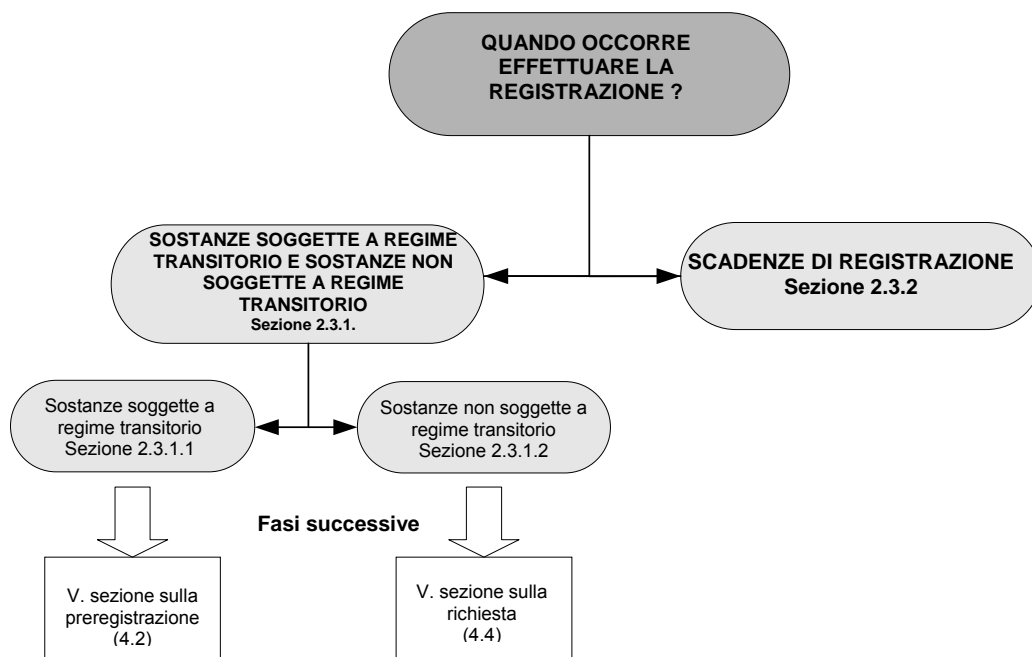 QUANDO OCCORRE
EFFETTUARE LA
REGISTRAZIONE ?
SOSTANZE SOGGETTE A REGIME
TRANSITORIO E SOSTANZE NON
SOGGETTE A REGIME
TRANSITORIO
Sezione 2.3.1.
SCADENZE DI REGISTRAZIONE
Sezione 2.3.2
Sostanze soggette a
regime transitorio
Sezione 2.3.1.1
Sostanze non soggette a
regime transitorio
Sezione 2.3.1.2
Fasi successive
V. sezione sulla
preregistrazione
(4.2)
V. sezione sulla
richiesta
(4.4)